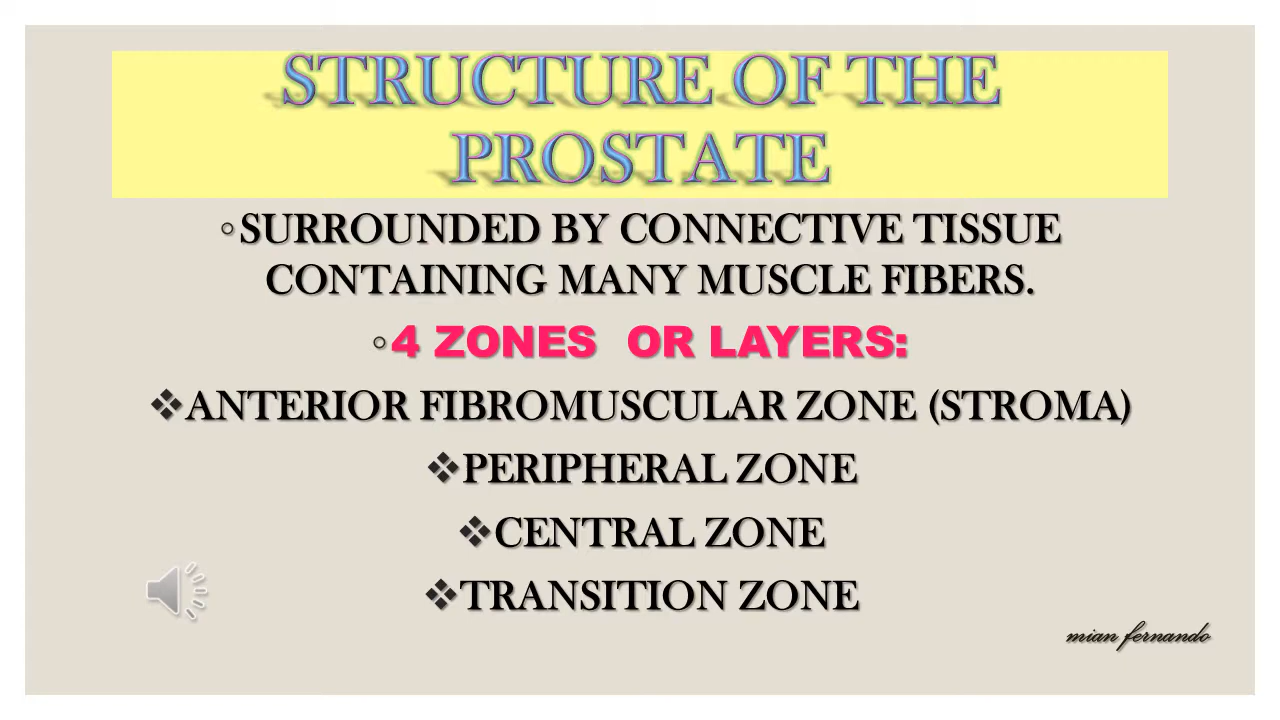 STRUCTURE OF THE
PROSTATE
◦SURROUNDED BY CONNECTIVE TISSUE
CONTAINING MANY MUSCLE FIBERS.
◦4 ZONES OR LAYERS:
❖ANTERIOR FIBROMUSCULAR ZONE (STROMA)
❖PERIPHERAL ZONE
❖CENTRAL ZONE
❖TRANSITION ZONE
mian fernando